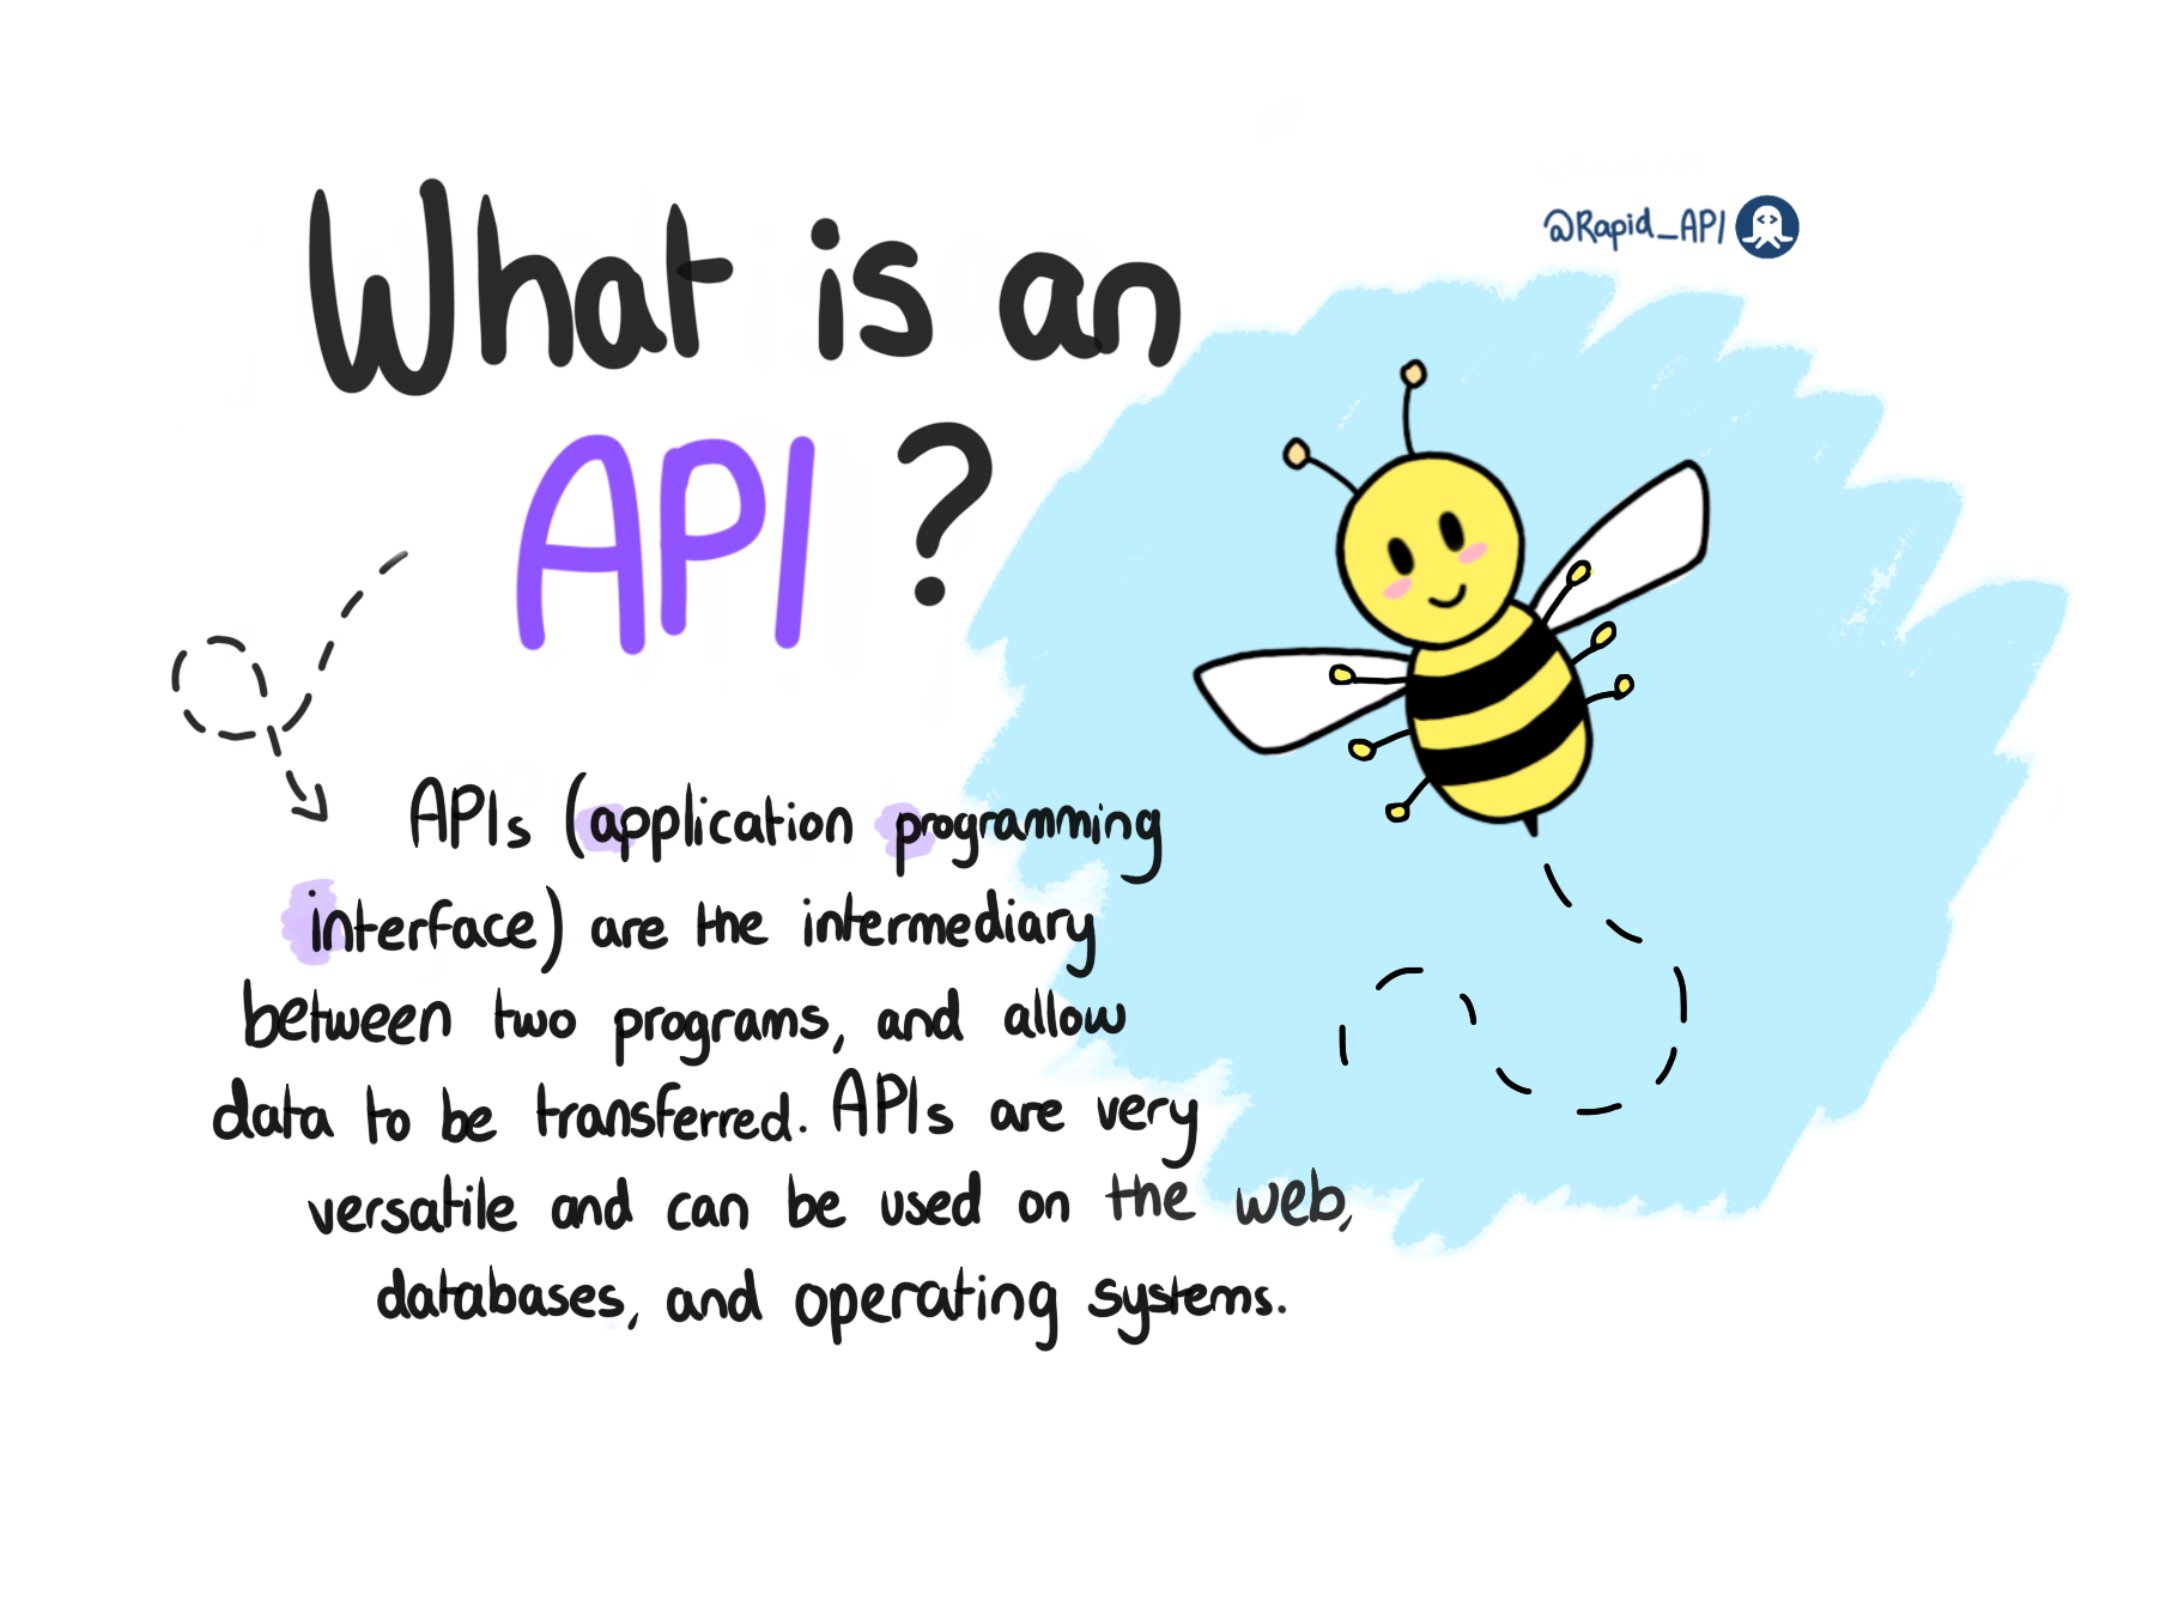 What is an
API?
@Rapid_API
APIs (application programming
interface) are the intermediary
between two programs, and allow
data to be transferred. APIs are very
versatile and can be used on the web,
databases, and operating systems.